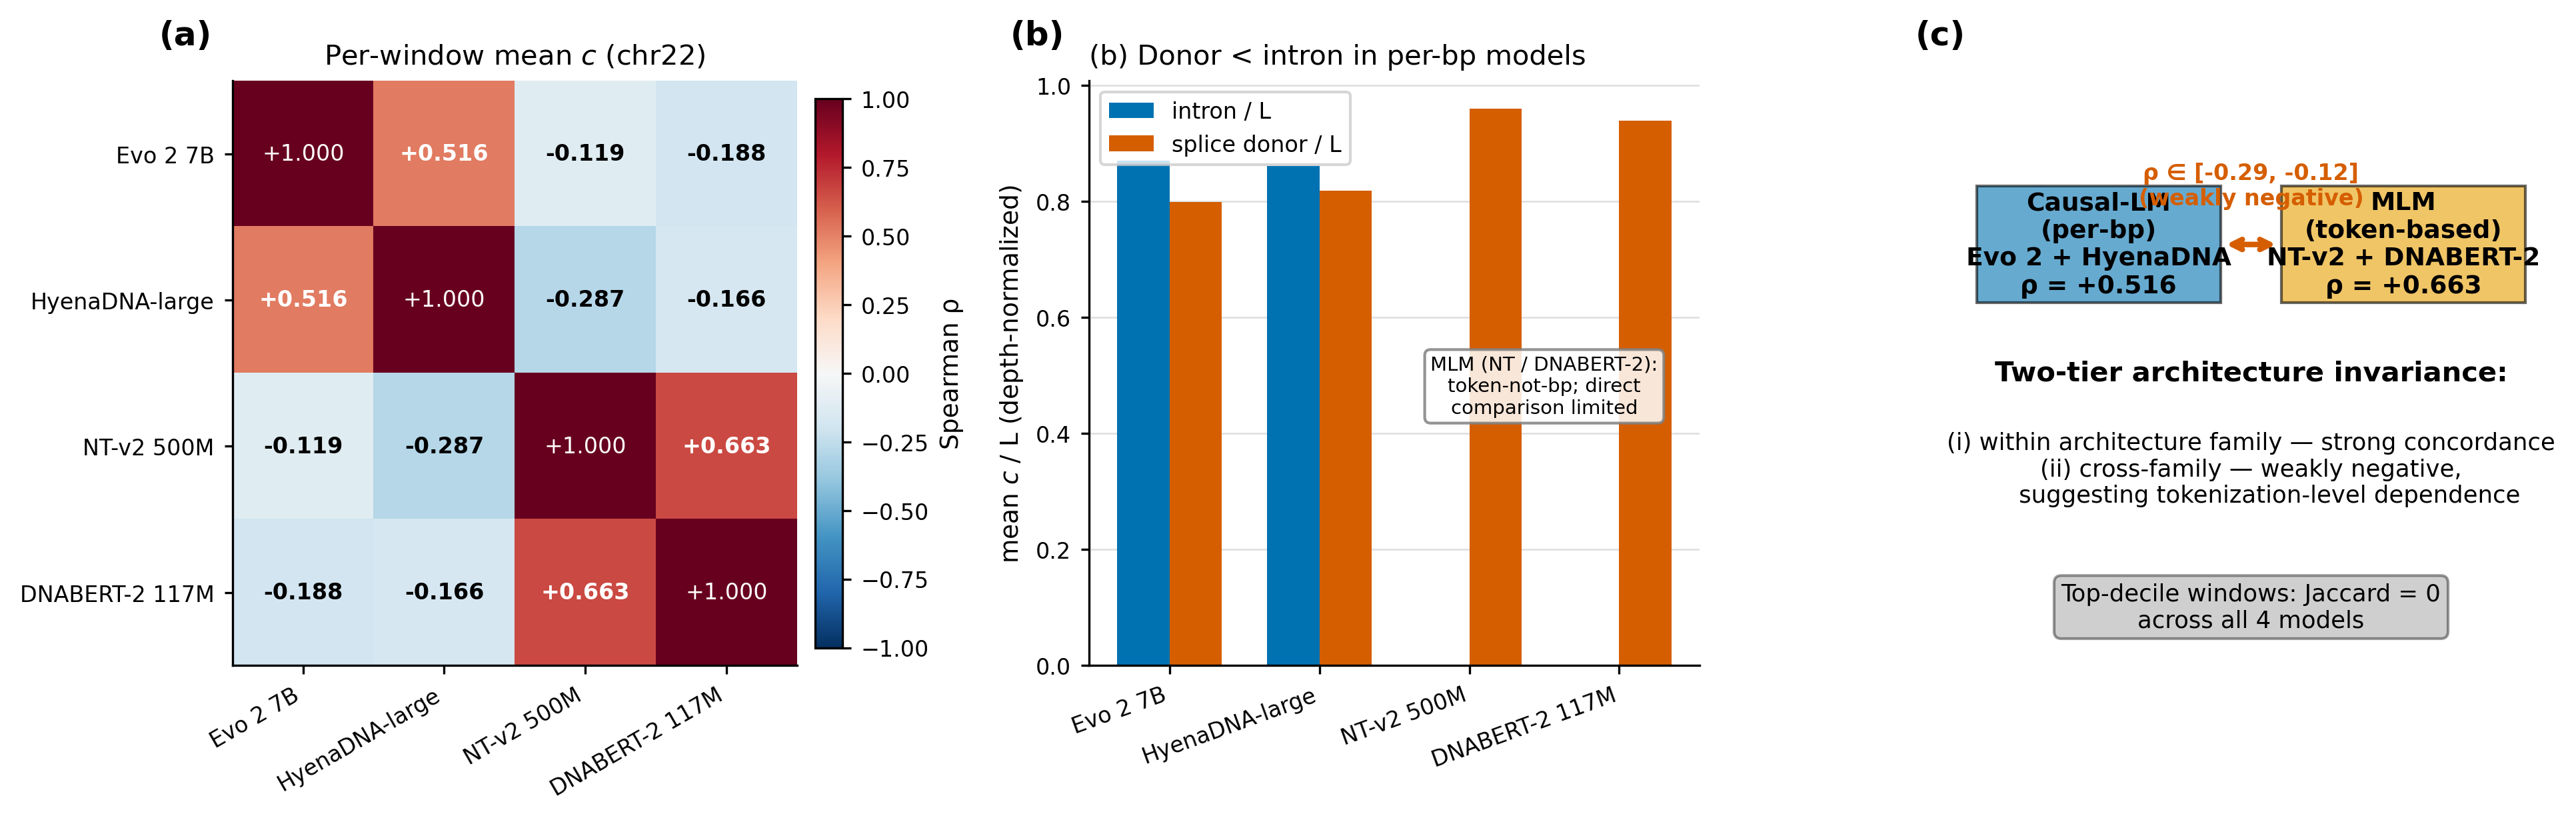 (a)
Per-window mean c (chr22)
Evo 2 7B
HyenaDNA-large
NT-v2 500M
DNABERT-2 117M
+1.000 +0.516 -0.119 -0.188
+0.516 +1.000 -0.287 -0.166
-0.119 -0.287 +1.000 +0.663
-0.188 -0.166 +0.663 +1.000
Evo 2 7B
HyenaDNA-large
NT-v2 500M
DNABERT-2 117M
1.00
0.75
0.50
0.25
0.00
−0.25
−0.50
−0.75
−1.00
Spearman ρ
(b)
(b) Donor < intron in per-bp models
mean c / L (depth-normalized)
1.0
0.8
0.6
0.4
0.2
0.0
intron / L
splice donor / L
MLM (NT / DNABERT-2):
token-not-bp; direct
comparison limited
Evo 2 7B
HyenaDNA-large
NT-v2 500M
DNABERT-2 117M
(c)
ρ ∈ [-0.29, -0.12]
(weakly negative)
Causal-LM
(per-bp)
Evo 2 + HyenaDNA
ρ = +0.516
MLM
(token-based)
NT-v2 + DNABERT-2
ρ = +0.663
Two-tier architecture invariance:
(i) within architecture family — strong concordance
(ii) cross-family — weakly negative,
suggesting tokenization-level dependence
Top-decile windows: Jaccard = 0
across all 4 models